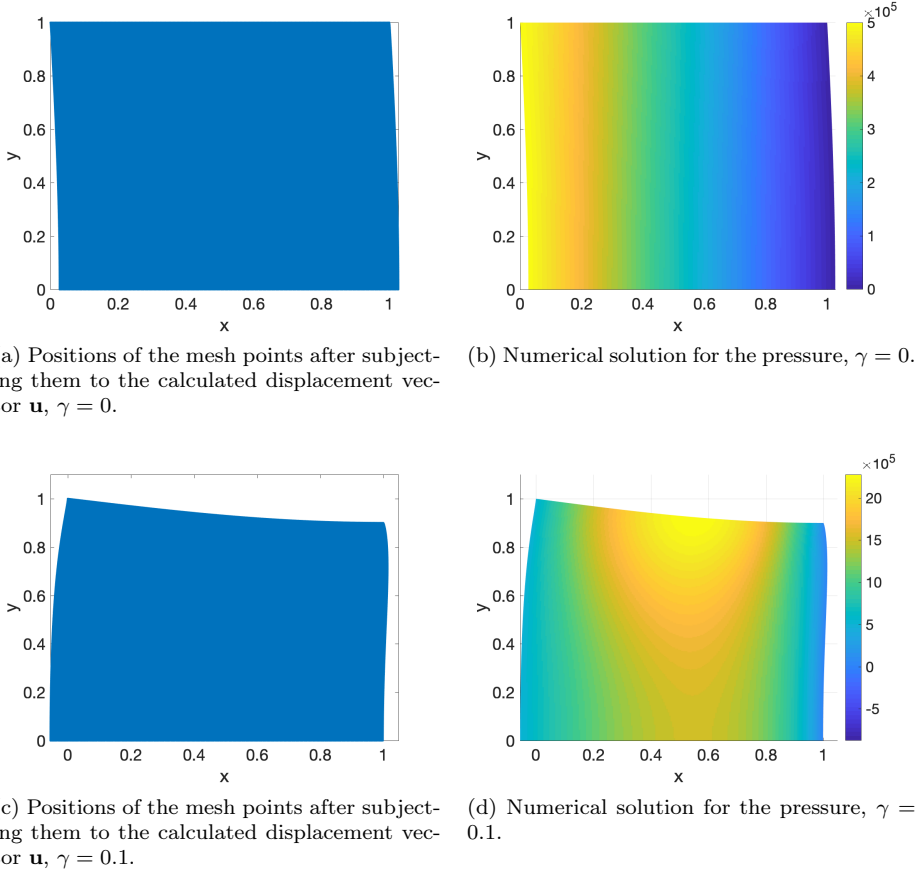 ×10⁵
1
0.8
0.6
0.4
0.2
0
y
0 0.2 0.4 0.6 0.8 1
x
1
0.8
0.6
0.4
0.2
0
y
0 0.2 0.4 0.6 0.8 1
x
5
4
3
2
1
0
a) Positions of the mesh points after subject-
ng them to the calculated displacement vec-
or u, γ = 0.
(b) Numerical solution for the pressure, γ = 0.
1
0.8
0.6
0.4
0.2
0
y
0 0.2 0.4 0.6 0.8 1
x
×10⁵
1
0.8
0.6
0.4
0.2
0
y
0 0.2 0.4 0.6 0.8 1
x
20
15
10
5
0
-5
c) Positions of the mesh points after subject-
ng them to the calculated displacement vec-
or u, γ = 0.1.
(d) Numerical solution for the pressure, γ =
0.1.